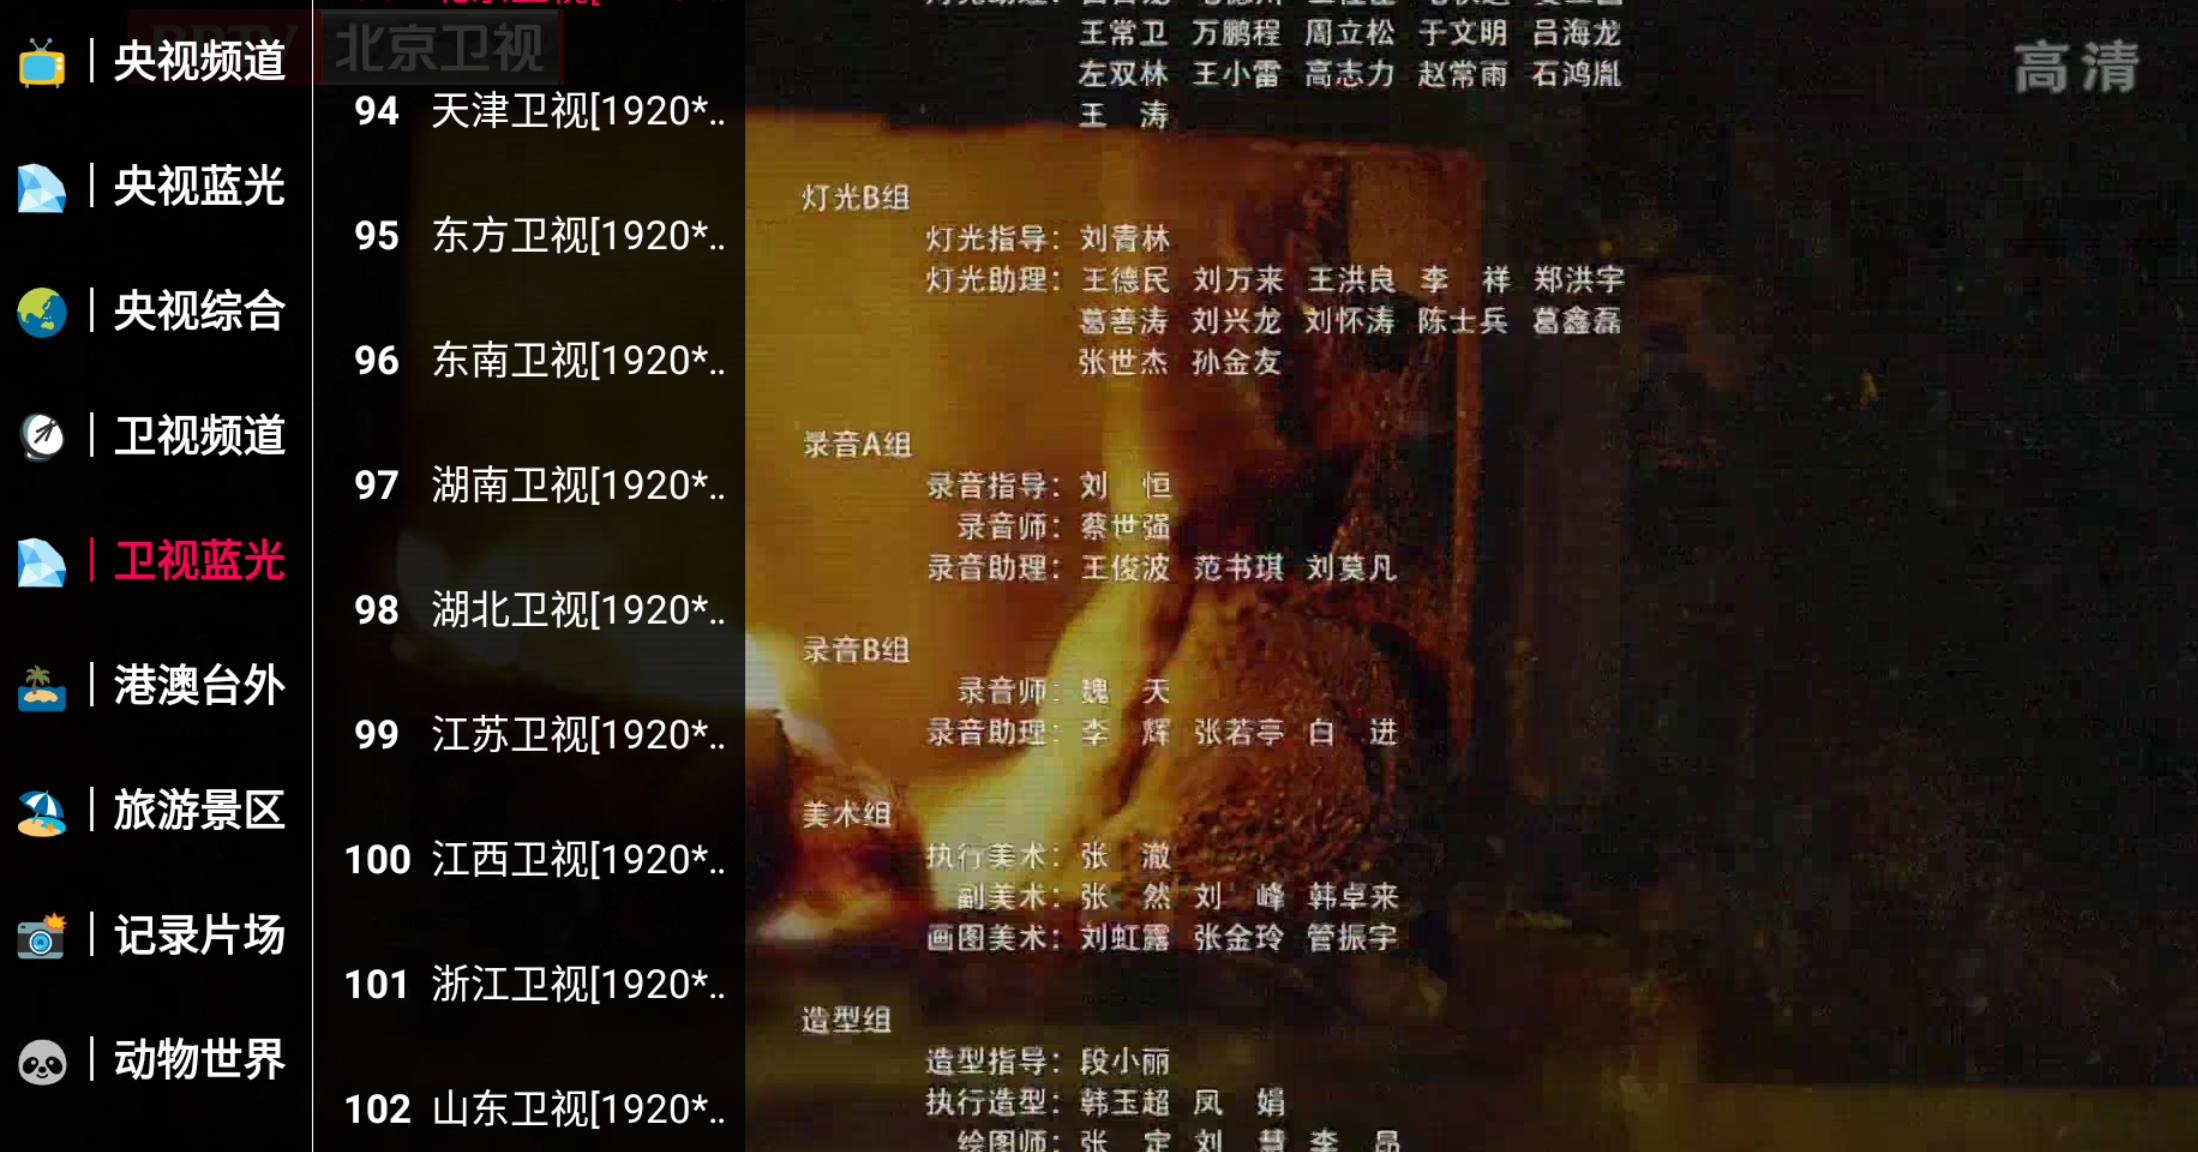 央视频道
央视蓝光
央视综合
卫视频道
卫视蓝光
港澳台外
旅游景区
记录片场
动物世界
北京卫视
94 天津卫视[1920*..
95 东方卫视[1920*..
96 东南卫视[1920*..
97 湖南卫视[1920*..
98 湖北卫视[1920*..
99 江苏卫视[1920*..
100 江西卫视[1920*..
101 浙江卫视[1920*..
102 山东卫视[1920*..
高清
王常卫 万鹏程 周立松 于文明 吕海龙
左双林 王小雷 高志力 赵常雨 石鸿胤
王 涛
灯光B组
灯光指导：刘青林
灯光助理：王德民 刘万来 王洪良 李 祥 郑洪宇
葛善涛 刘兴龙 刘怀涛 陈士兵 葛鑫磊
张世杰 孙金友
录音A组
录音指导：刘 恒
录音师：蔡世强
录音助理：王俊波 范书琪 刘莫凡
录音B组
录音师：魏 天
录音助理：李 辉 张若亭 白 进
美术组
执行美术：张 澈
副美术：张 然 刘 峰 韩卓来
画图美术：刘虹露 张金玲 管振宇
造型组
造型指导：段小丽
执行造型：韩玉超 凤 娟
绘图师：张 定 刘 慧 李 昂